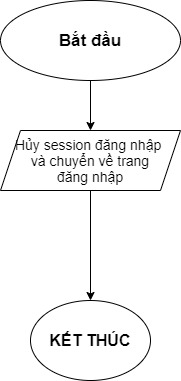 Bắt đầu
Hủy session đăng nhập
và chuyển về trang
đăng nhập
KẾT THÚC